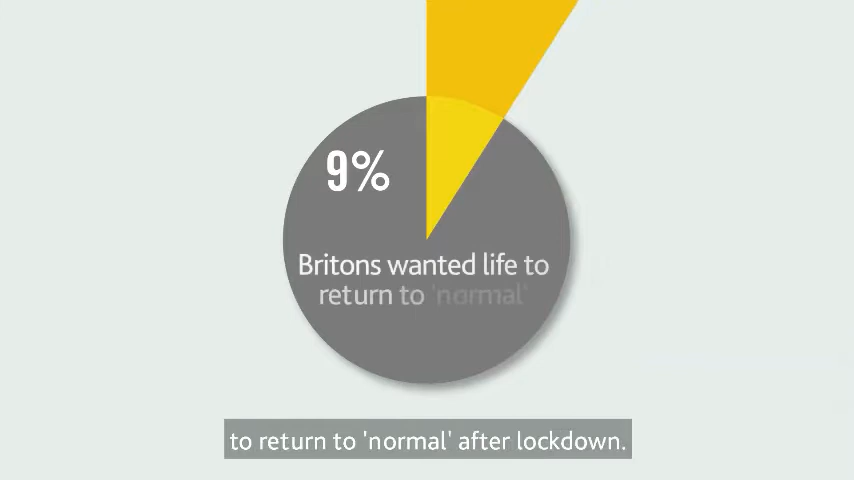 9%
Britons wanted life to
return to 'normal'
to return to 'normal' after lockdown.